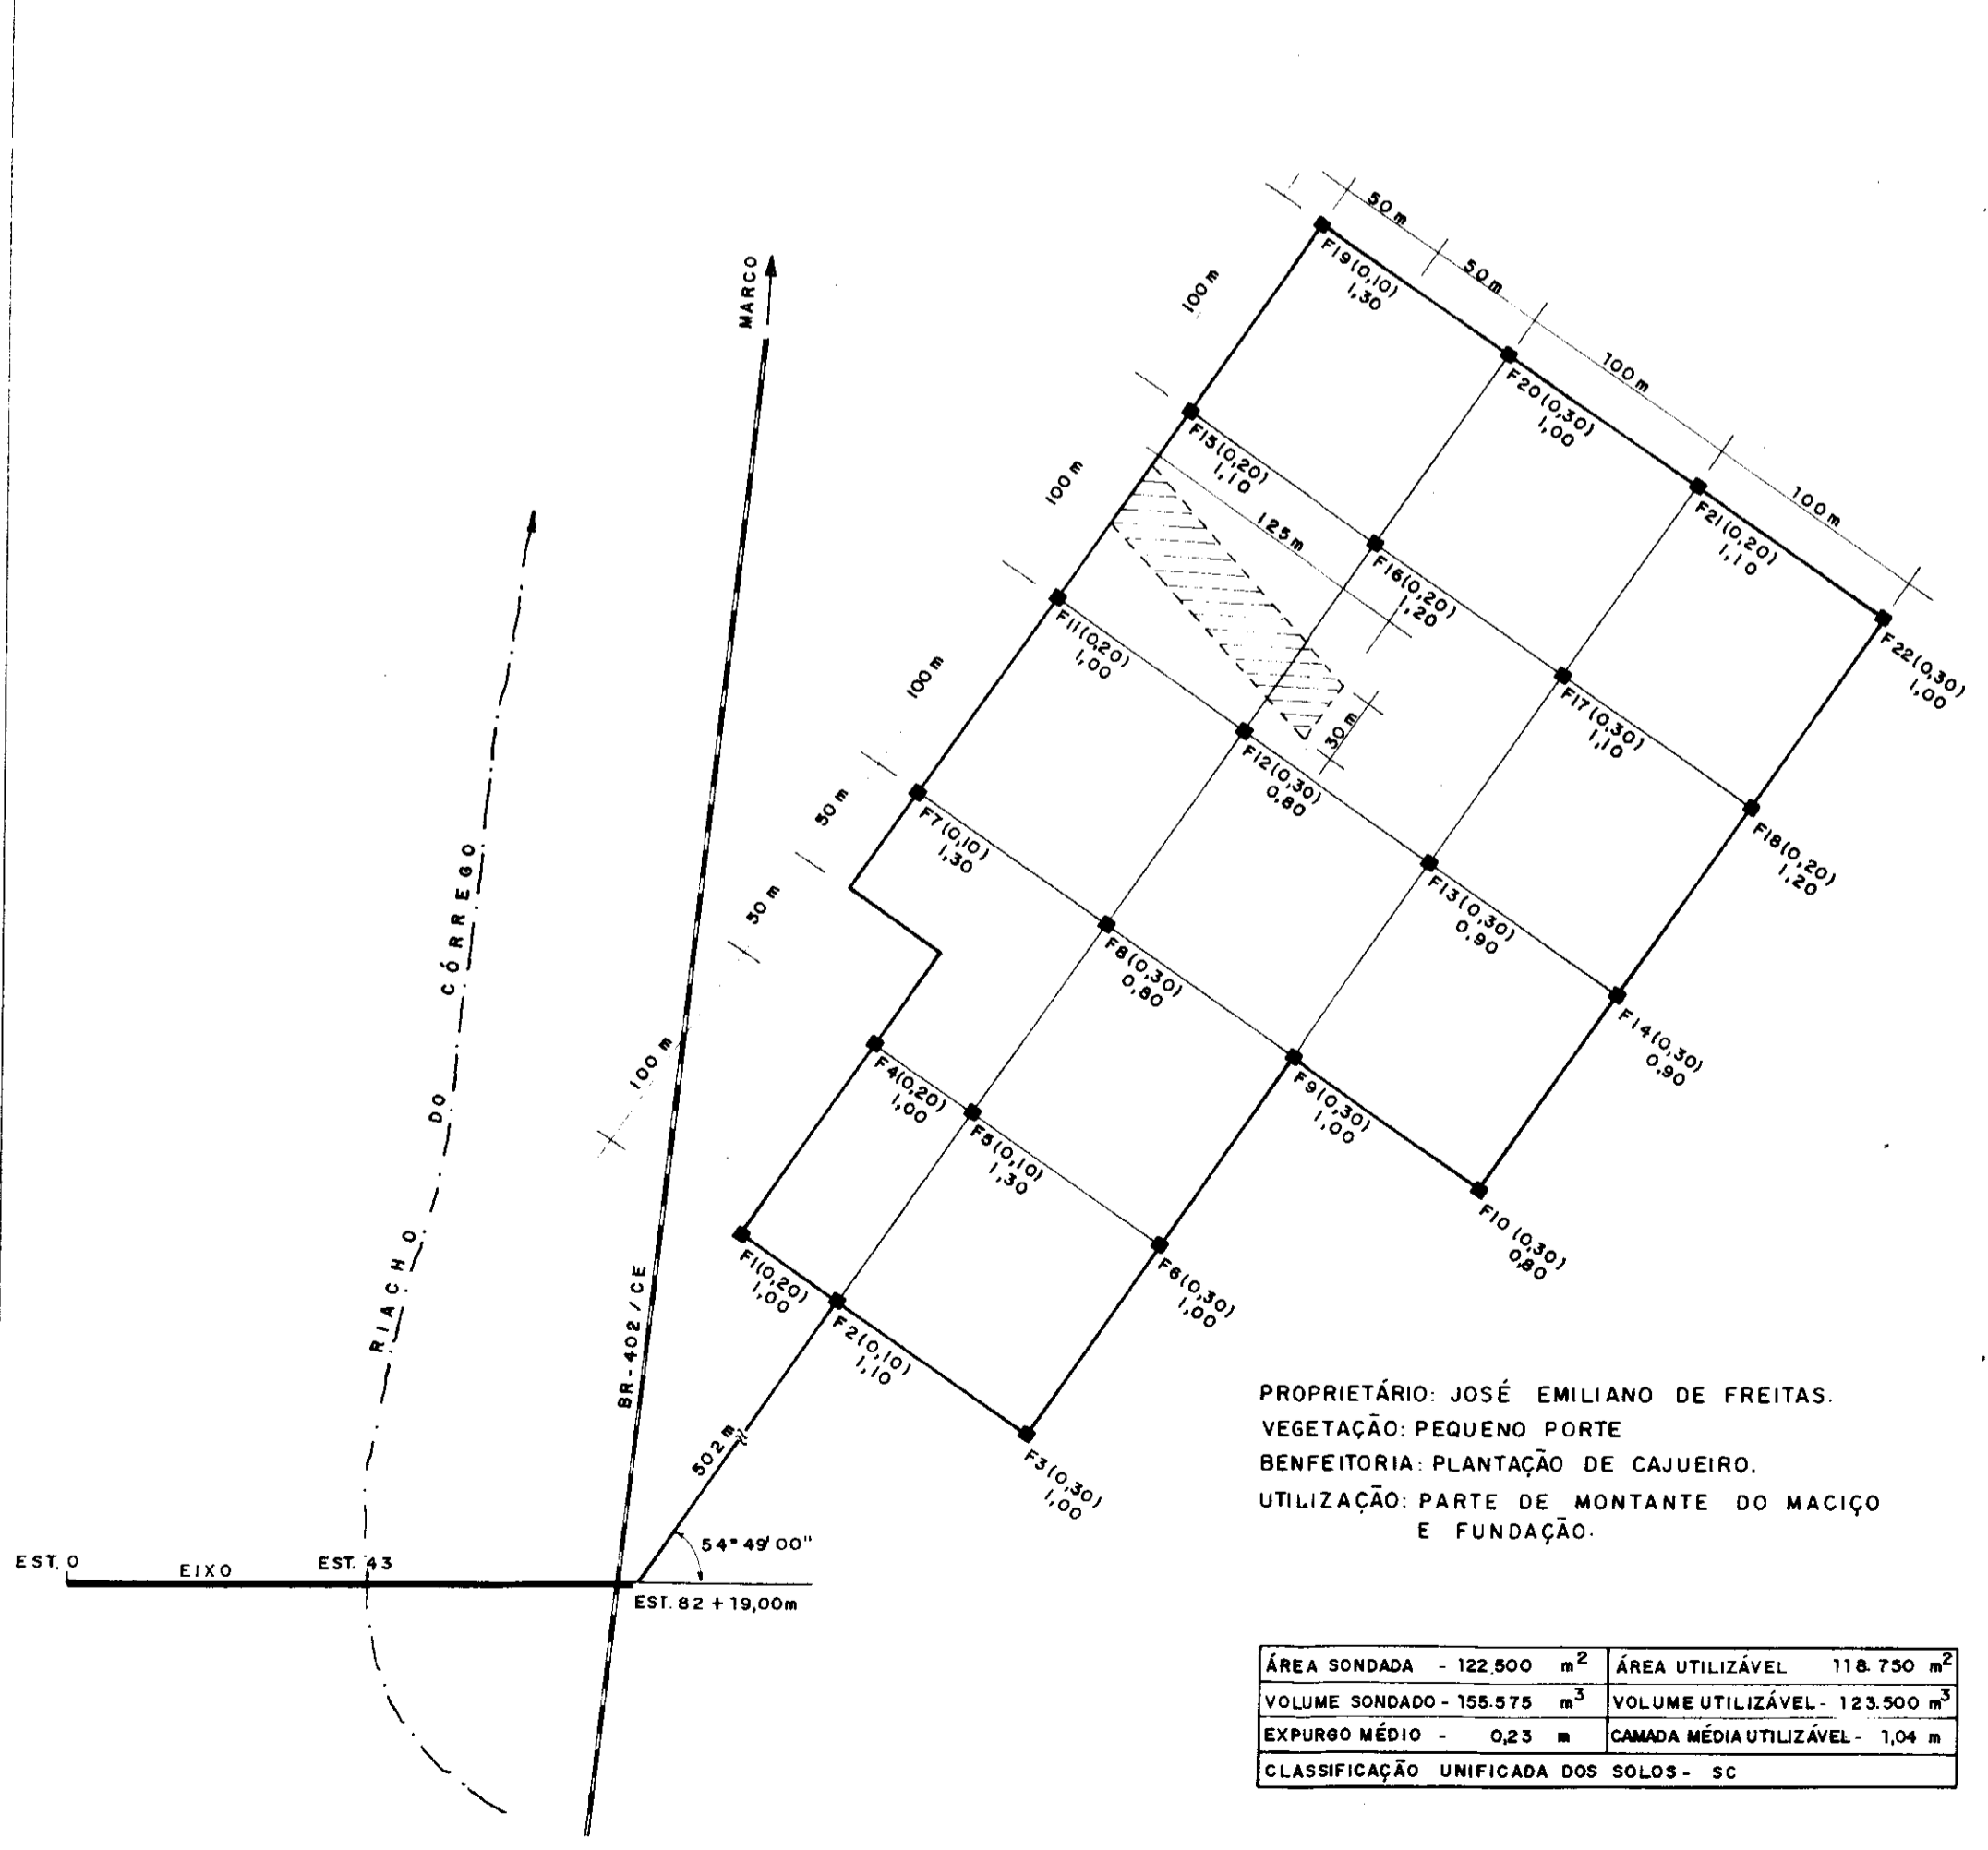 50 m
50 m
100 m
100 m
100 m
100 m
100 m
50 m
50 m
100 m
125 m
30 m
F19(0,10)
1,30
F20(0,30)
1,00
F21(0,20)
1,10
F22(0,30)
1,00
F15(0,20)
1,10
F16(0,20)
1,20
F17(0,30)
1,10
F18(0,20)
1,20
F11(0,20)
1,00
F12(0,30)
0,80
F13(0,30)
0,90
F14(0,30)
0,90
F7(0,10)
1,30
F8(0,30)
0,80
F9(0,30)
1,00
F10 (0,30)
0,80
F4(0,20)
1,00
F5(0,10)
1,30
F6(0,30)
1,00
F1(0,20)
1,00
F2(0,10)
1,10
F3(0,30)
1,00
MARCO
BR-402/CE
RIACHO DO CÓRREGO
502 m
54°49'00"
EST. 0
EIXO
EST. 43
EST. 82 + 19,00m
PROPRIETÁRIO: JOSÉ EMILIANO DE FREITAS.
VEGETAÇÃO: PEQUENO PORTE
BENFEITORIA: PLANTAÇÃO DE CAJUEIRO.
UTILIZAÇÃO: PARTE DE MONTANTE DO MACIÇO
E FUNDAÇÃO.
ÁREA SONDADA - 122.500 m² ÁREA UTILIZÁVEL 118.750 m²
VOLUME SONDADO - 155.575 m³ VOLUME UTILIZÁVEL - 123.500 m³
EXPURGO MÉDIO - 0,23 m CAMADA MÉDIA UTILIZÁVEL - 1,04 m
CLASSIFICAÇÃO UNIFICADA DOS SOLOS - SC